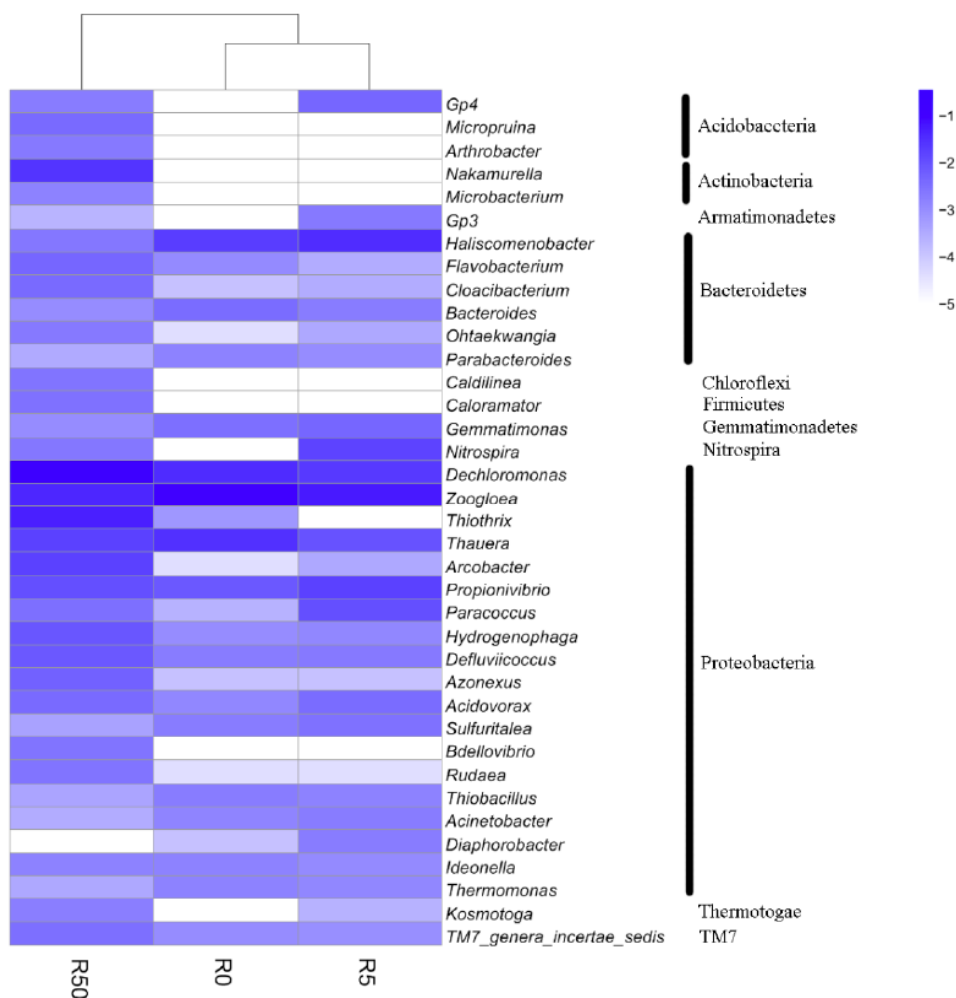 Gp4
Micropruina
Arthrobacter
Nakamurella
Microbacterium
Gp3
Haliscomenobacter
Flavobacterium
Cloacibacterium
Bacteroides
Ohtaekwangia
Parabacteroides
Caldilinea
Caloramator
Gemmatimonas
Nitrospira
Dechloromonas
Zoogloea
Thiothrix
Thauera
Arcobacter
Propionivibrio
Paracoccus
Hydrogenophaga
Defluviicoccus
Azonexus
Acidovorax
Sulfuritalea
Bdellovibrio
Rudaea
Thiobacillus
Acinetobacter
Diaphorobacter
Ideonella
Thermomonas
Kosmotoga
TM7_genera_incertae_sedis
Acidobaccteria
Actinobacteria
Armatimonadetes
Bacteroidetes
Chloroflexi
Firmicutes
Gemmatimonadetes
Nitrospira
Proteobacteria
Thermotogae
TM7
-1
-2
-3
-4
-5
R50
R0
R5